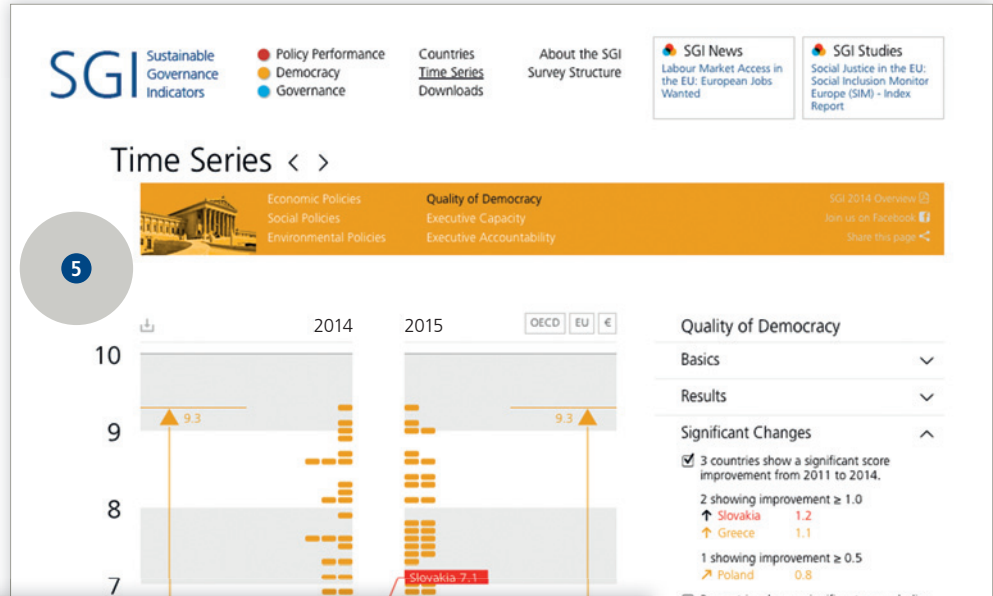 SGI
Sustainable
Governance
Indicators
Policy Performance
Democracy
Governance
Countries
Time Series
Downloads
About the SGI
Survey Structure
SGI News
Labour Market Access in
the EU: European Jobs
Wanted
SGI Studies
Social Justice in the EU:
Social Inclusion Monitor
Europe (SIM) - Index
Report
Time Series < >
Economic Policies
Social Policies
Environmental Policies
Quality of Democracy
Executive Capacity
Executive Accountability
SGI 2014 Overview
Join us on Facebook
Share this page
5
2014 2015
OECD EU €
10
9.3 9.3
9
8
7
Slovakia 7.1
Quality of Democracy
Basics
Results
Significant Changes
3 countries show a significant score
improvement from 2011 to 2014.
2 showing improvement ≥ 1.0
Slovakia 1.2
Greece 1.1
1 showing improvement ≥ 0.5
Poland 0.8